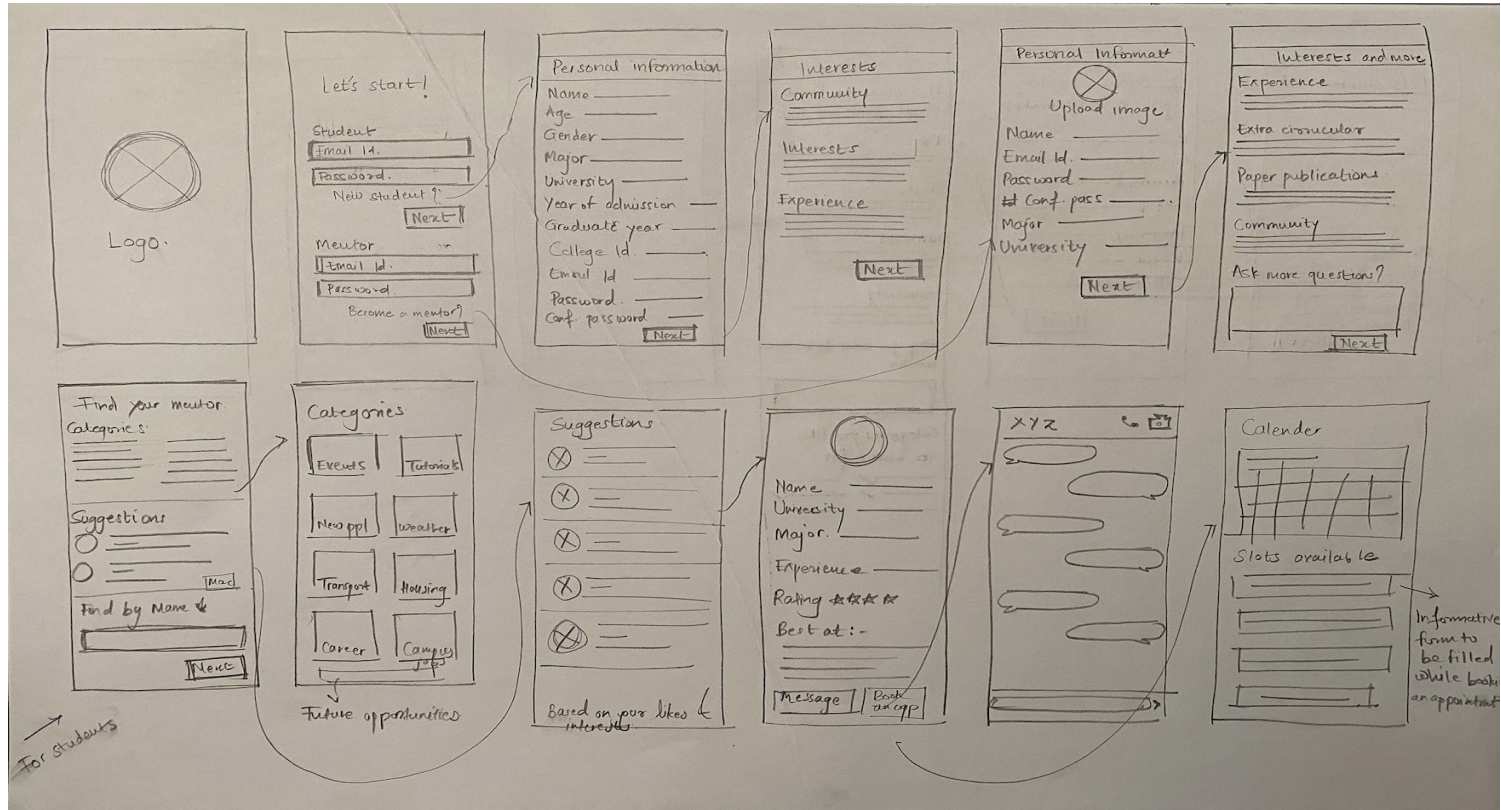 Logo.
Let's start!
Student
Email Id.
Password.
New student?
Next
Mentor
Email Id.
Password.
Become a mentor?
Next
Personal information
Name
Age
Gender
Major
University
Year of admission
Graduate year
College Id.
Email Id
Password.
Conf. password
Next
Interests
Community
Interests
Experience
Next
Personal Informat
Upload image
Name
Email Id.
Password
Conf. pass
Major
University
Next
Interests and more
Experience
Extra cirrucular
Paper publications
Community
Ask more questions?
Next
Find your mentor.
Categories
Suggestions
Find by Name
Next
Categories
Events
Tutorials
New ppl
Weather
Transport
Housing
Career
Campus
jobs
Future opportunities
Suggestions
Based on your likes &
interests
Name
University
Major.
Experience
Rating ☆☆☆☆
Best at :-
Message
Book
an app
XYZ
Calender
Slots available
Informative
form to
be filled
while booki
an appointment
For students